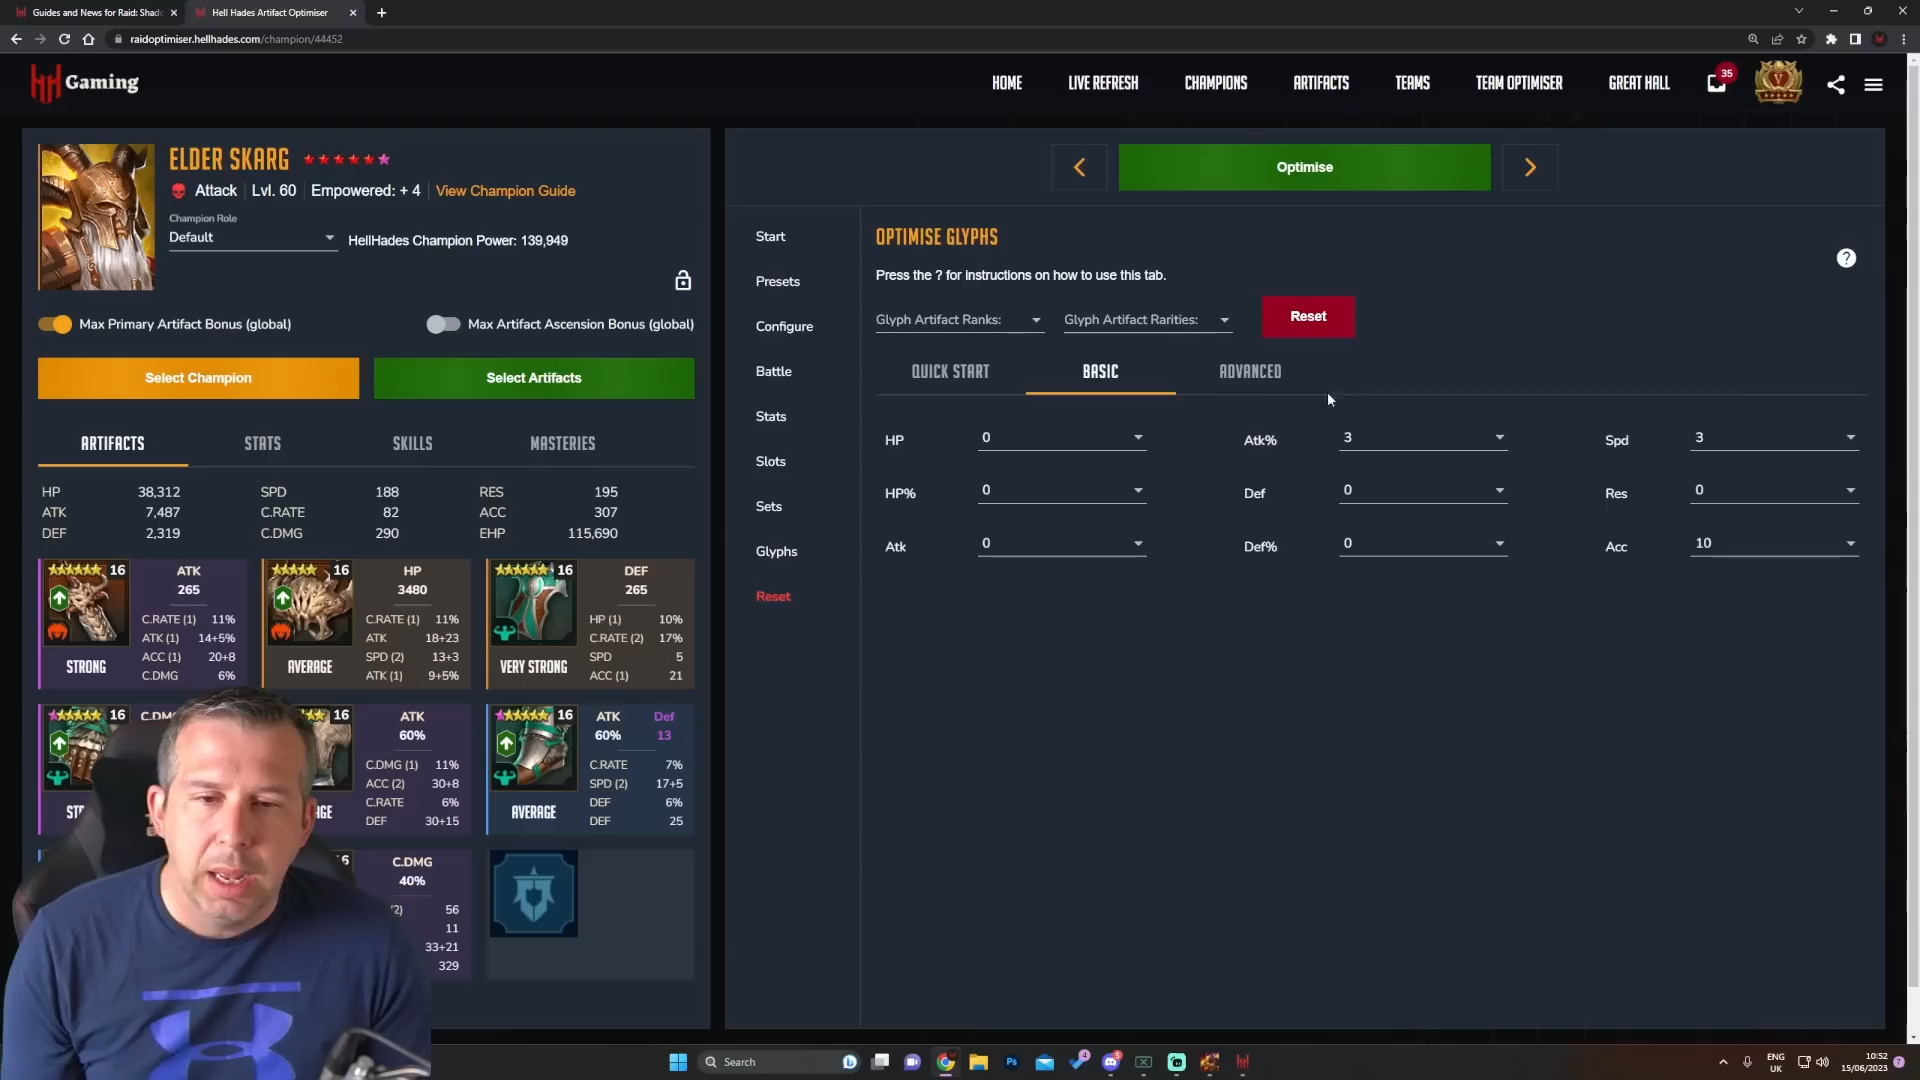 Guides and News for Raid: Shad
Hell Hades Artifact Optimiser
raidoptimiser.hellhades.com/champion/44452
Gaming
HOME
LIVE REFRESH
CHAMPIONS
ARTIFACTS
TEAMS
TEAM OPTIMISER
GREAT HALL
35
ELDER SKARG
Attack
Lvl. 60
Empowered: + 4
View Champion Guide
Champion Role
Default
HellHades Champion Power: 139,949
Max Primary Artifact Bonus (global)
Max Artifact Ascension Bonus (global)
Select Champion
Select Artifacts
ARTIFACTS
STATS
SKILLS
MASTERIES
HP 38,312 SPD 188 RES 195
ATK 7,487 C.RATE 82 ACC 307
DEF 2,319 C.DMG 290 EHP 115,690
16
ATK
265
C.RATE (1) 11%
ATK (1) 14+5%
ACC (1) 20+8
C.DMG 6%
STRONG
16
HP
3480
C.RATE (1) 11%
ATK 18+23
SPD (2) 13+3
ATK (1) 9+5%
AVERAGE
16
DEF
265
HP (1) 10%
C.RATE (2) 17%
SPD 5
ACC (1) 21
VERY STRONG
16
C.DM
ST
16
ATK
60%
C.DMG (1) 11%
ACC (2) 30+8
C.RATE 6%
DEF 30+15
AGE
16
ATK Def
60% 13
C.RATE 7%
SPD (2) 17+5
DEF 6%
DEF 25
AVERAGE
C.DMG
40%
56
11
33+21
329
Optimise
Start
Presets
Configure
Battle
Stats
Slots
Sets
Glyphs
Reset
OPTIMISE GLYPHS
Press the ? for instructions on how to use this tab.
?
Glyph Artifact Ranks:
Glyph Artifact Rarities:
Reset
QUICK START
BASIC
ADVANCED
HP 0 Atk% 3 Spd 3
HP% 0 Def 0 Res 0
Atk 0 Def% 0 Acc 10
Search
ENG
UK
10:52
15/06/2023